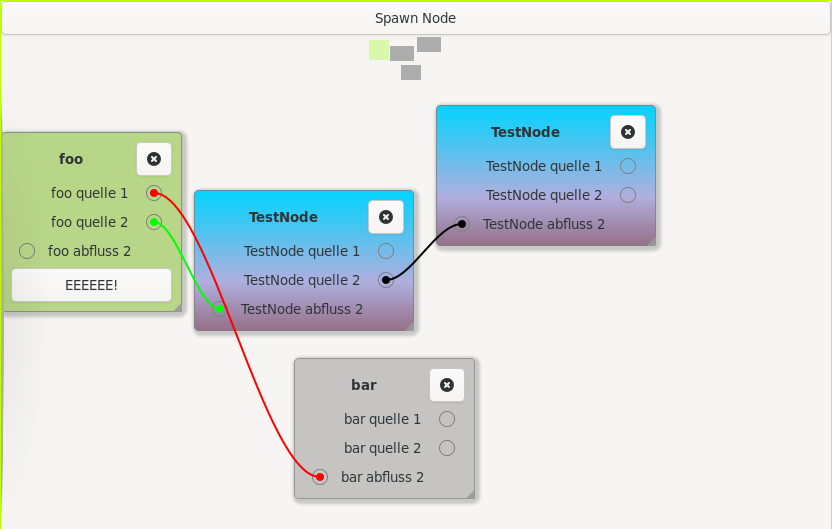 Spawn Node
foo
foo quelle 1
foo quelle 2
foo abfluss 2
EEEEEE!
TestNode
TestNode quelle 1
TestNode quelle 2
TestNode abfluss 2
TestNode
TestNode quelle 1
TestNode quelle 2
TestNode abfluss 2
bar
bar quelle 1
bar quelle 2
bar abfluss 2